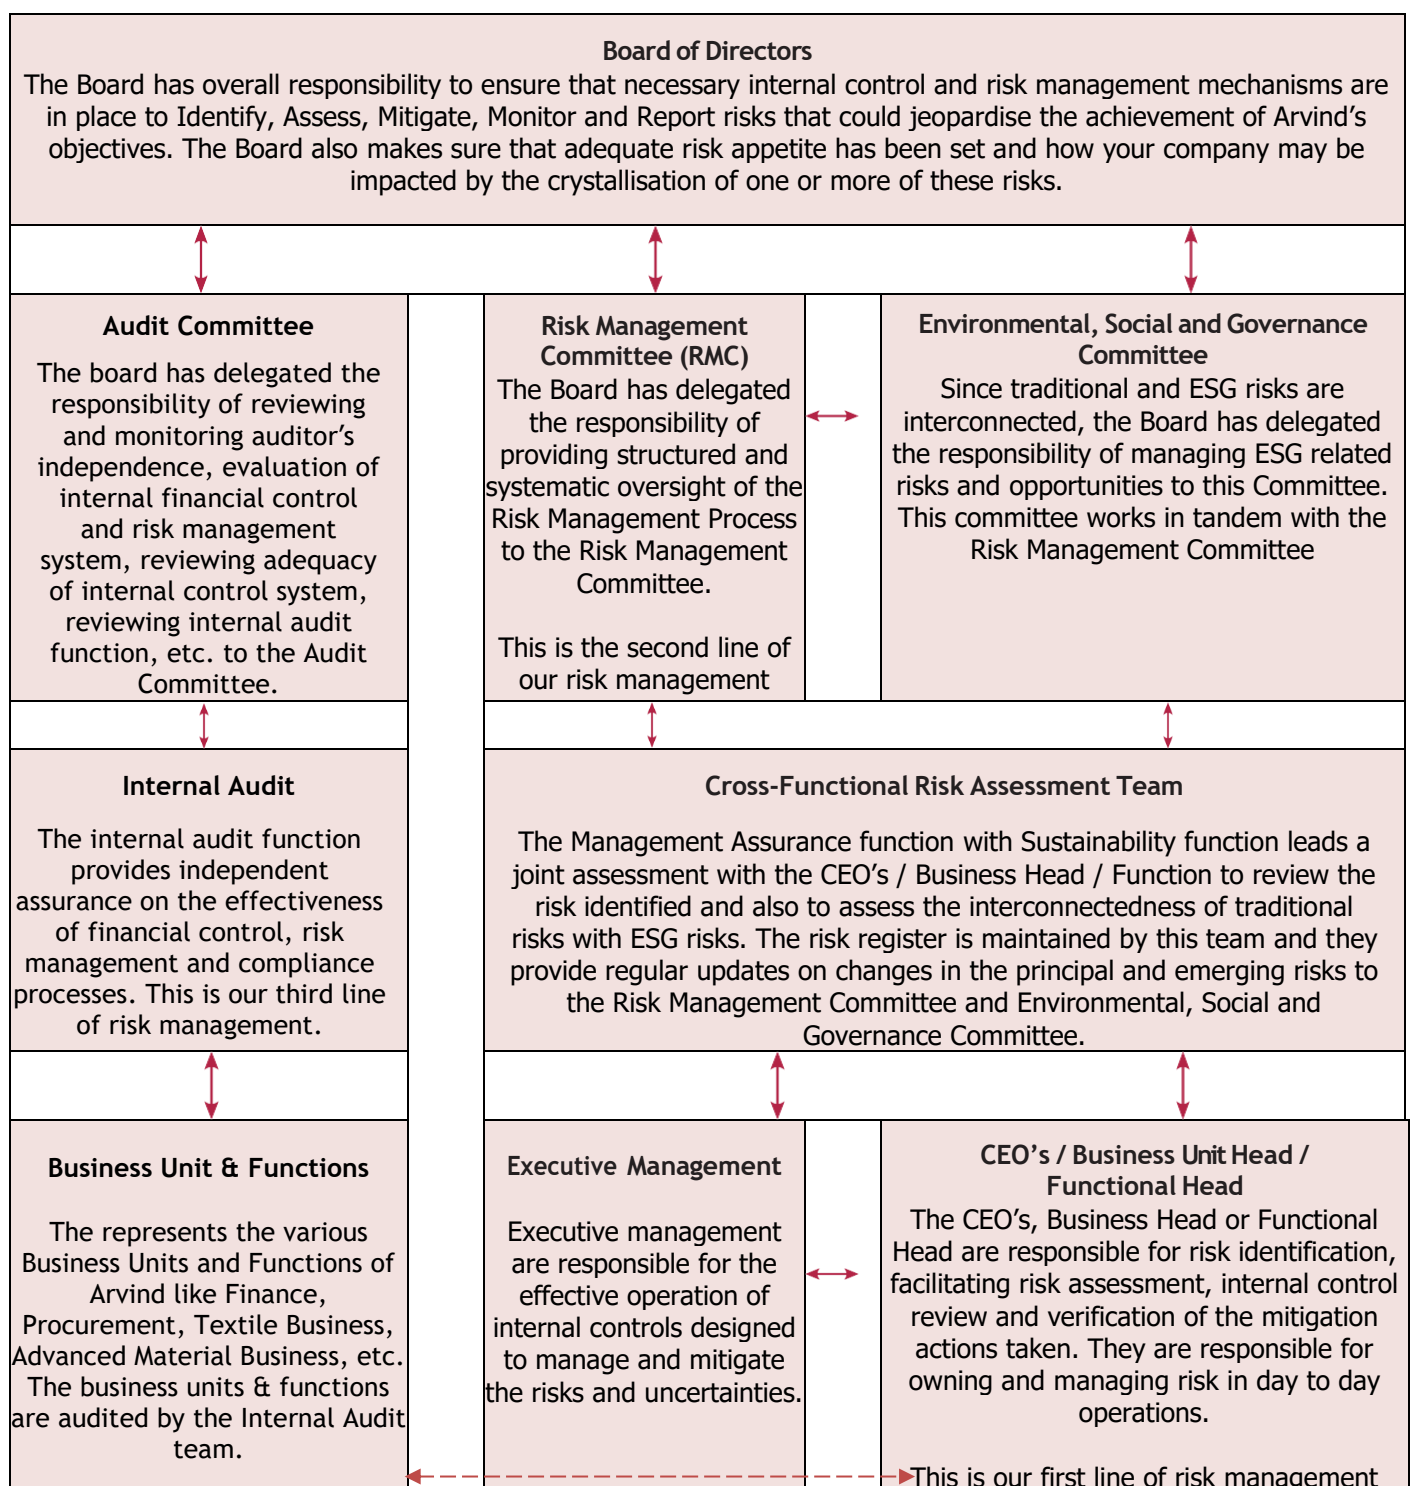 Board of Directors
The Board has overall responsibility to ensure that necessary internal control and risk management mechanisms are
in place to Identify, Assess, Mitigate, Monitor and Report risks that could jeopardise the achievement of Arvind’s
objectives. The Board also makes sure that adequate risk appetite has been set and how your company may be
impacted by the crystallisation of one or more of these risks.
Audit Committee
The board has delegated the
responsibility of reviewing
and monitoring auditor’s
independence, evaluation of
internal financial control
and risk management
system, reviewing adequacy
of internal control system,
reviewing internal audit
function, etc. to the Audit
Committee.
Risk Management
Committee (RMC)
The Board has delegated
the responsibility of
providing structured and
systematic oversight of the
Risk Management Process
to the Risk Management
Committee.
This is the second line of
our risk management
Environmental, Social and Governance
Committee
Since traditional and ESG risks are
interconnected, the Board has delegated
the responsibility of managing ESG related
risks and opportunities to this Committee.
This committee works in tandem with the
Risk Management Committee
Internal Audit
The internal audit function
provides independent
assurance on the effectiveness
of financial control, risk
management and compliance
processes. This is our third line
of risk management.
Cross-Functional Risk Assessment Team
The Management Assurance function with Sustainability function leads a
joint assessment with the CEO’s / Business Head / Function to review the
risk identified and also to assess the interconnectedness of traditional
risks with ESG risks. The risk register is maintained by this team and they
provide regular updates on changes in the principal and emerging risks to
the Risk Management Committee and Environmental, Social and
Governance Committee.
Business Unit & Functions
The represents the various
Business Units and Functions of
Arvind like Finance,
Procurement, Textile Business,
Advanced Material Business, etc.
The business units & functions
are audited by the Internal Audit
team.
Executive Management
Executive management
are responsible for the
effective operation of
internal controls designed
to manage and mitigate
the risks and uncertainties.
CEO’s / Business Unit Head /
Functional Head
The CEO’s, Business Head or Functional
Head are responsible for risk identification,
facilitating risk assessment, internal control
review and verification of the mitigation
actions taken. They are responsible for
owning and managing risk in day to day
operations.
This is our first line of risk management